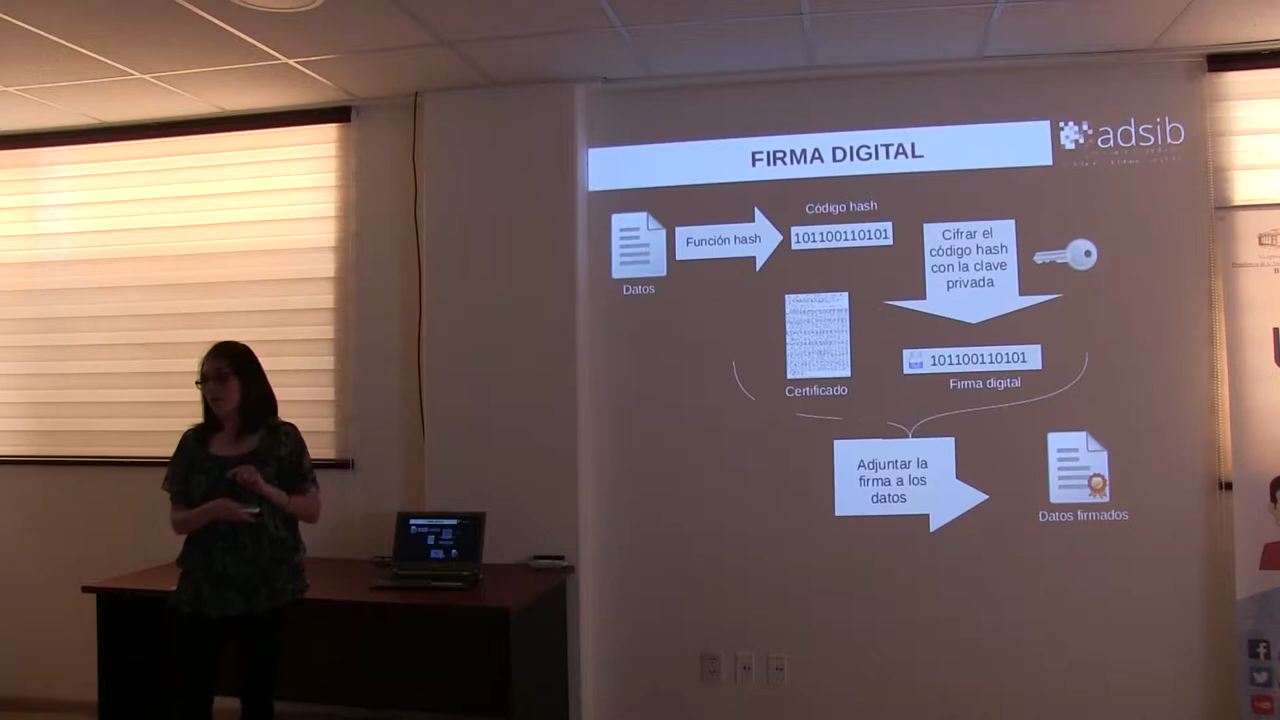 FIRMA DIGITAL
adsib
Código hash
Función hash
101100110101
Datos
Cifrar el
código hash
con la clave
privada
101100110101
Certificado
Firma digital
Adjuntar la
firma a los
datos
Datos firmados